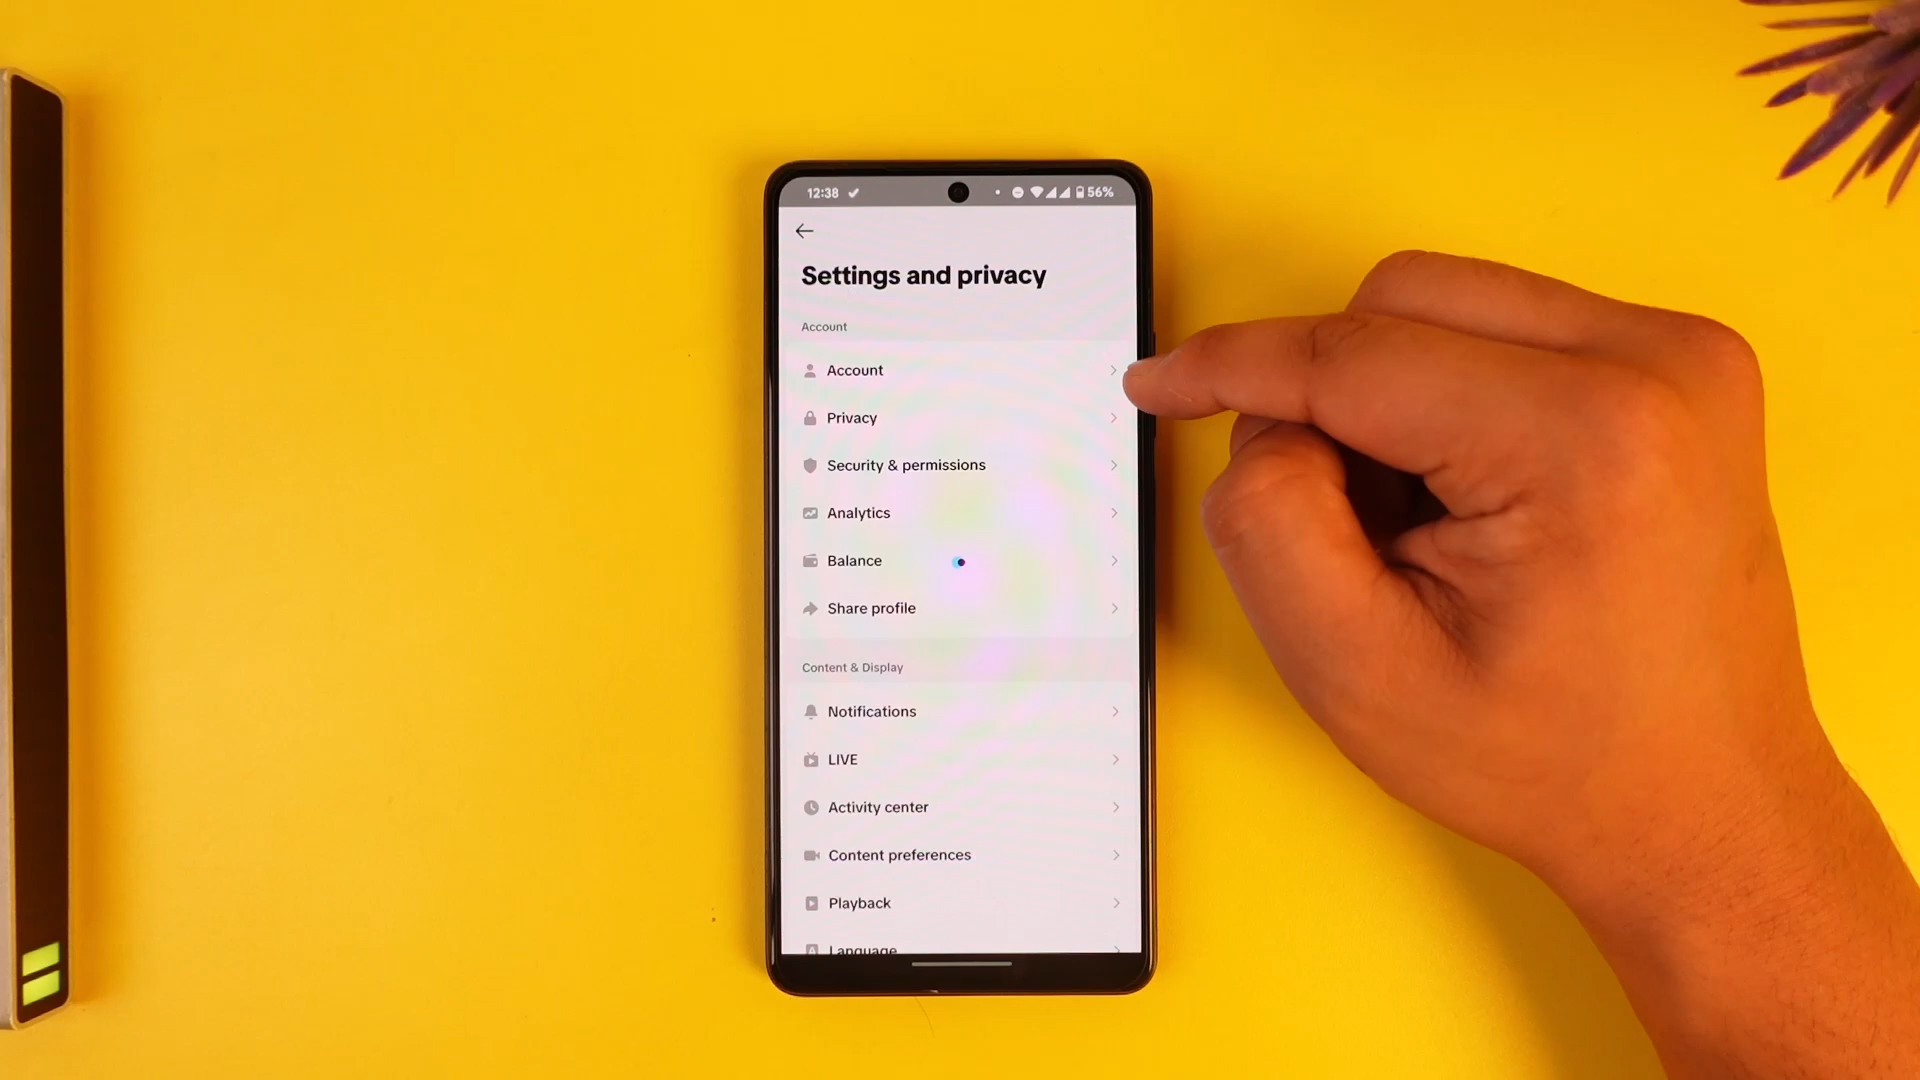 12:38 56%
Settings and privacy
Account
Account
Privacy
Security & permissions
Analytics
Balance
Share profile
Content & Display
Notifications
LIVE
Activity center
Content preferences
Playback
Language